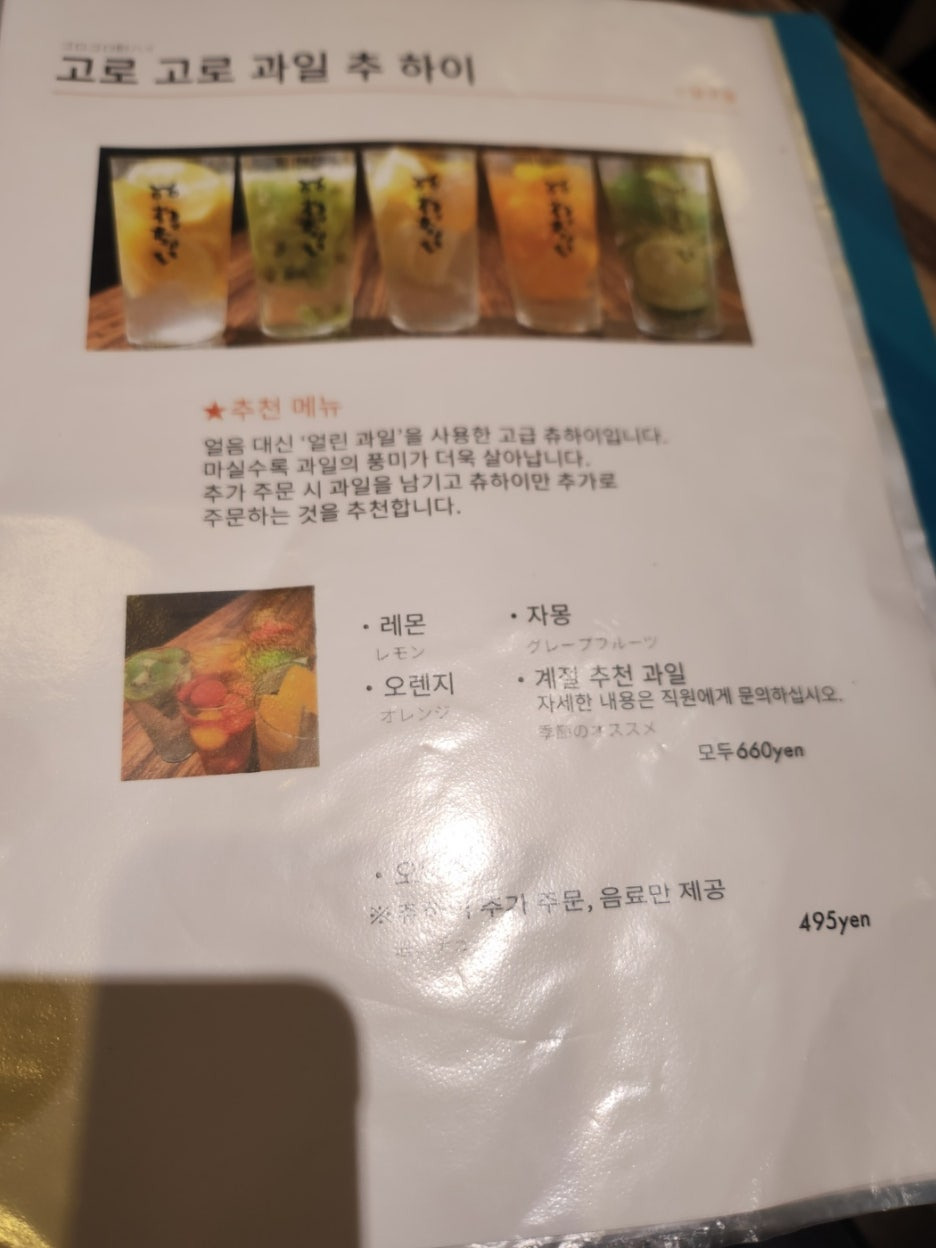 고로 고로 과일 추 하이
★추천 메뉴
얼음 대신 ‘얼린 과일’을 사용한 고급 츄하이입니다.
마실수록 과일의 풍미가 더욱 살아납니다.
추가 주문 시 과일을 남기고 츄하이만 추가로
주문하는 것을 추천합니다.
・레몬
レモン
・자몽
グレープフルーツ
・오렌지
オレンジ
・계절 추천 과일
자세한 내용은 직원에게 문의하십시오.
季節のオススメ
모두660yen
※ 주문, 음료만 제공
495yen